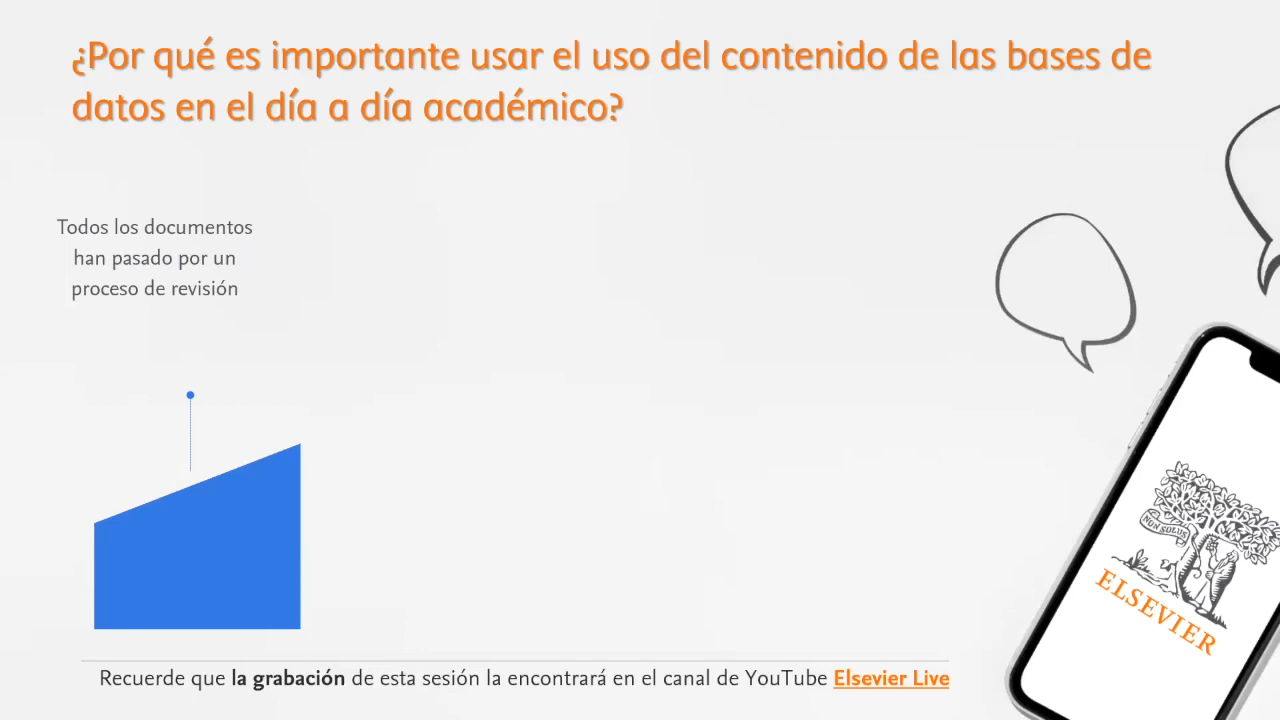 ¿Por qué es importante usar el uso del contenido de las bases de
datos en el día a día académico?
Todos los documentos
han pasado por un
proceso de revisión
NON SOLUS
ELSEVIER
Recuerde que la grabación de esta sesión la encontrará en el canal de YouTube Elsevier Live